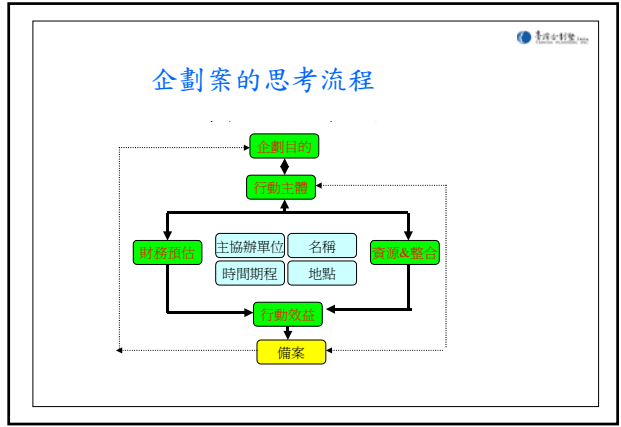 企劃案的思考流程
企劃目的
行動主體
財務預估
主協辦單位
名稱
資源&整合
時間期程
地點
行動效益
備案